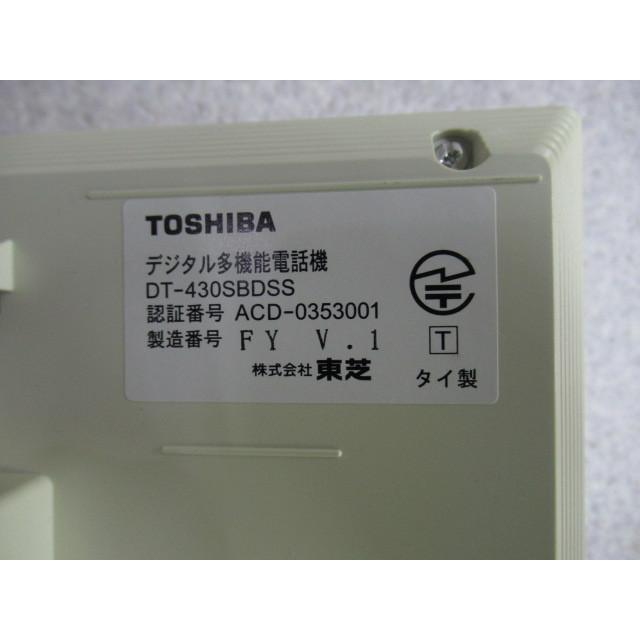 TOSHIBA
デジタル多機能電話機
DT-430SBDSS
認証番号 ACD-0353001
製造番号 FY V.1
株式会社 東芝
T
タイ製